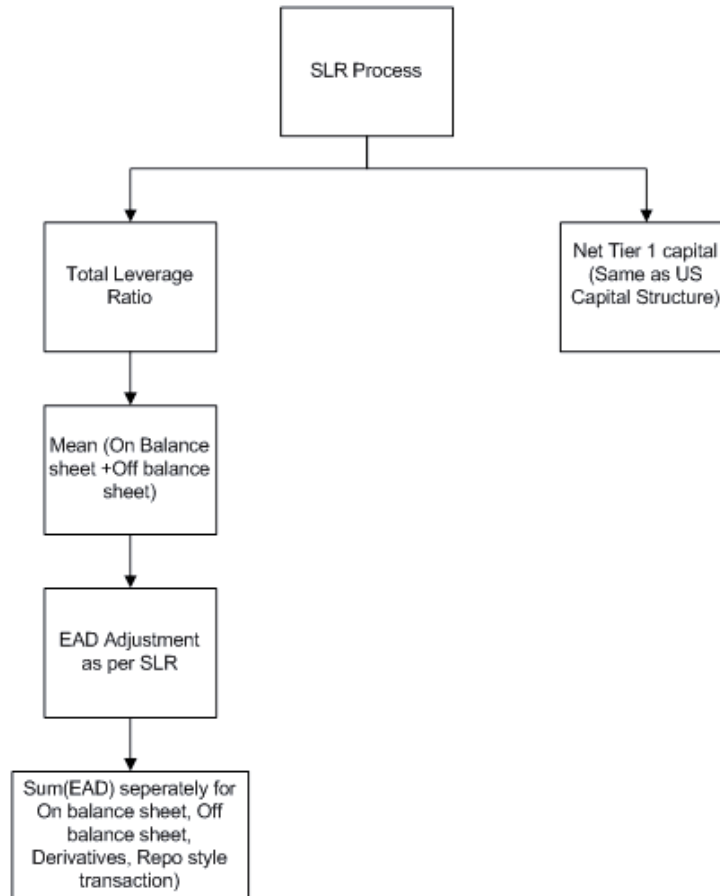 SLR Process
Total Leverage
Ratio
Net Tier 1 capital
(Same as US
Capital Structure)
Mean (On Balance
sheet +Off balance
sheet)
EAD Adjustment
as per SLR
Sum(EAD) seperately for
On balance sheet, Off
balance sheet,
Derivatives, Repo style
transaction)